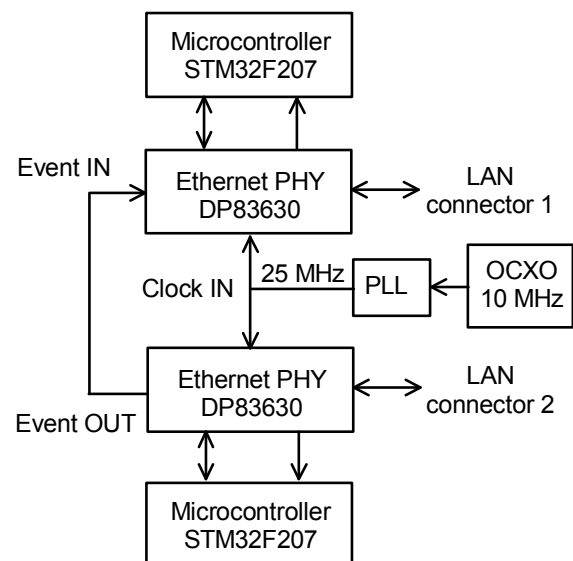 Microcontroller
STM32F207
Event IN
Ethernet PHY
DP83630
LAN
connector 1
Clock IN
25 MHz
PLL
OCXO
10 MHz
Ethernet PHY
DP83630
LAN
connector 2
Event OUT
Microcontroller
STM32F207